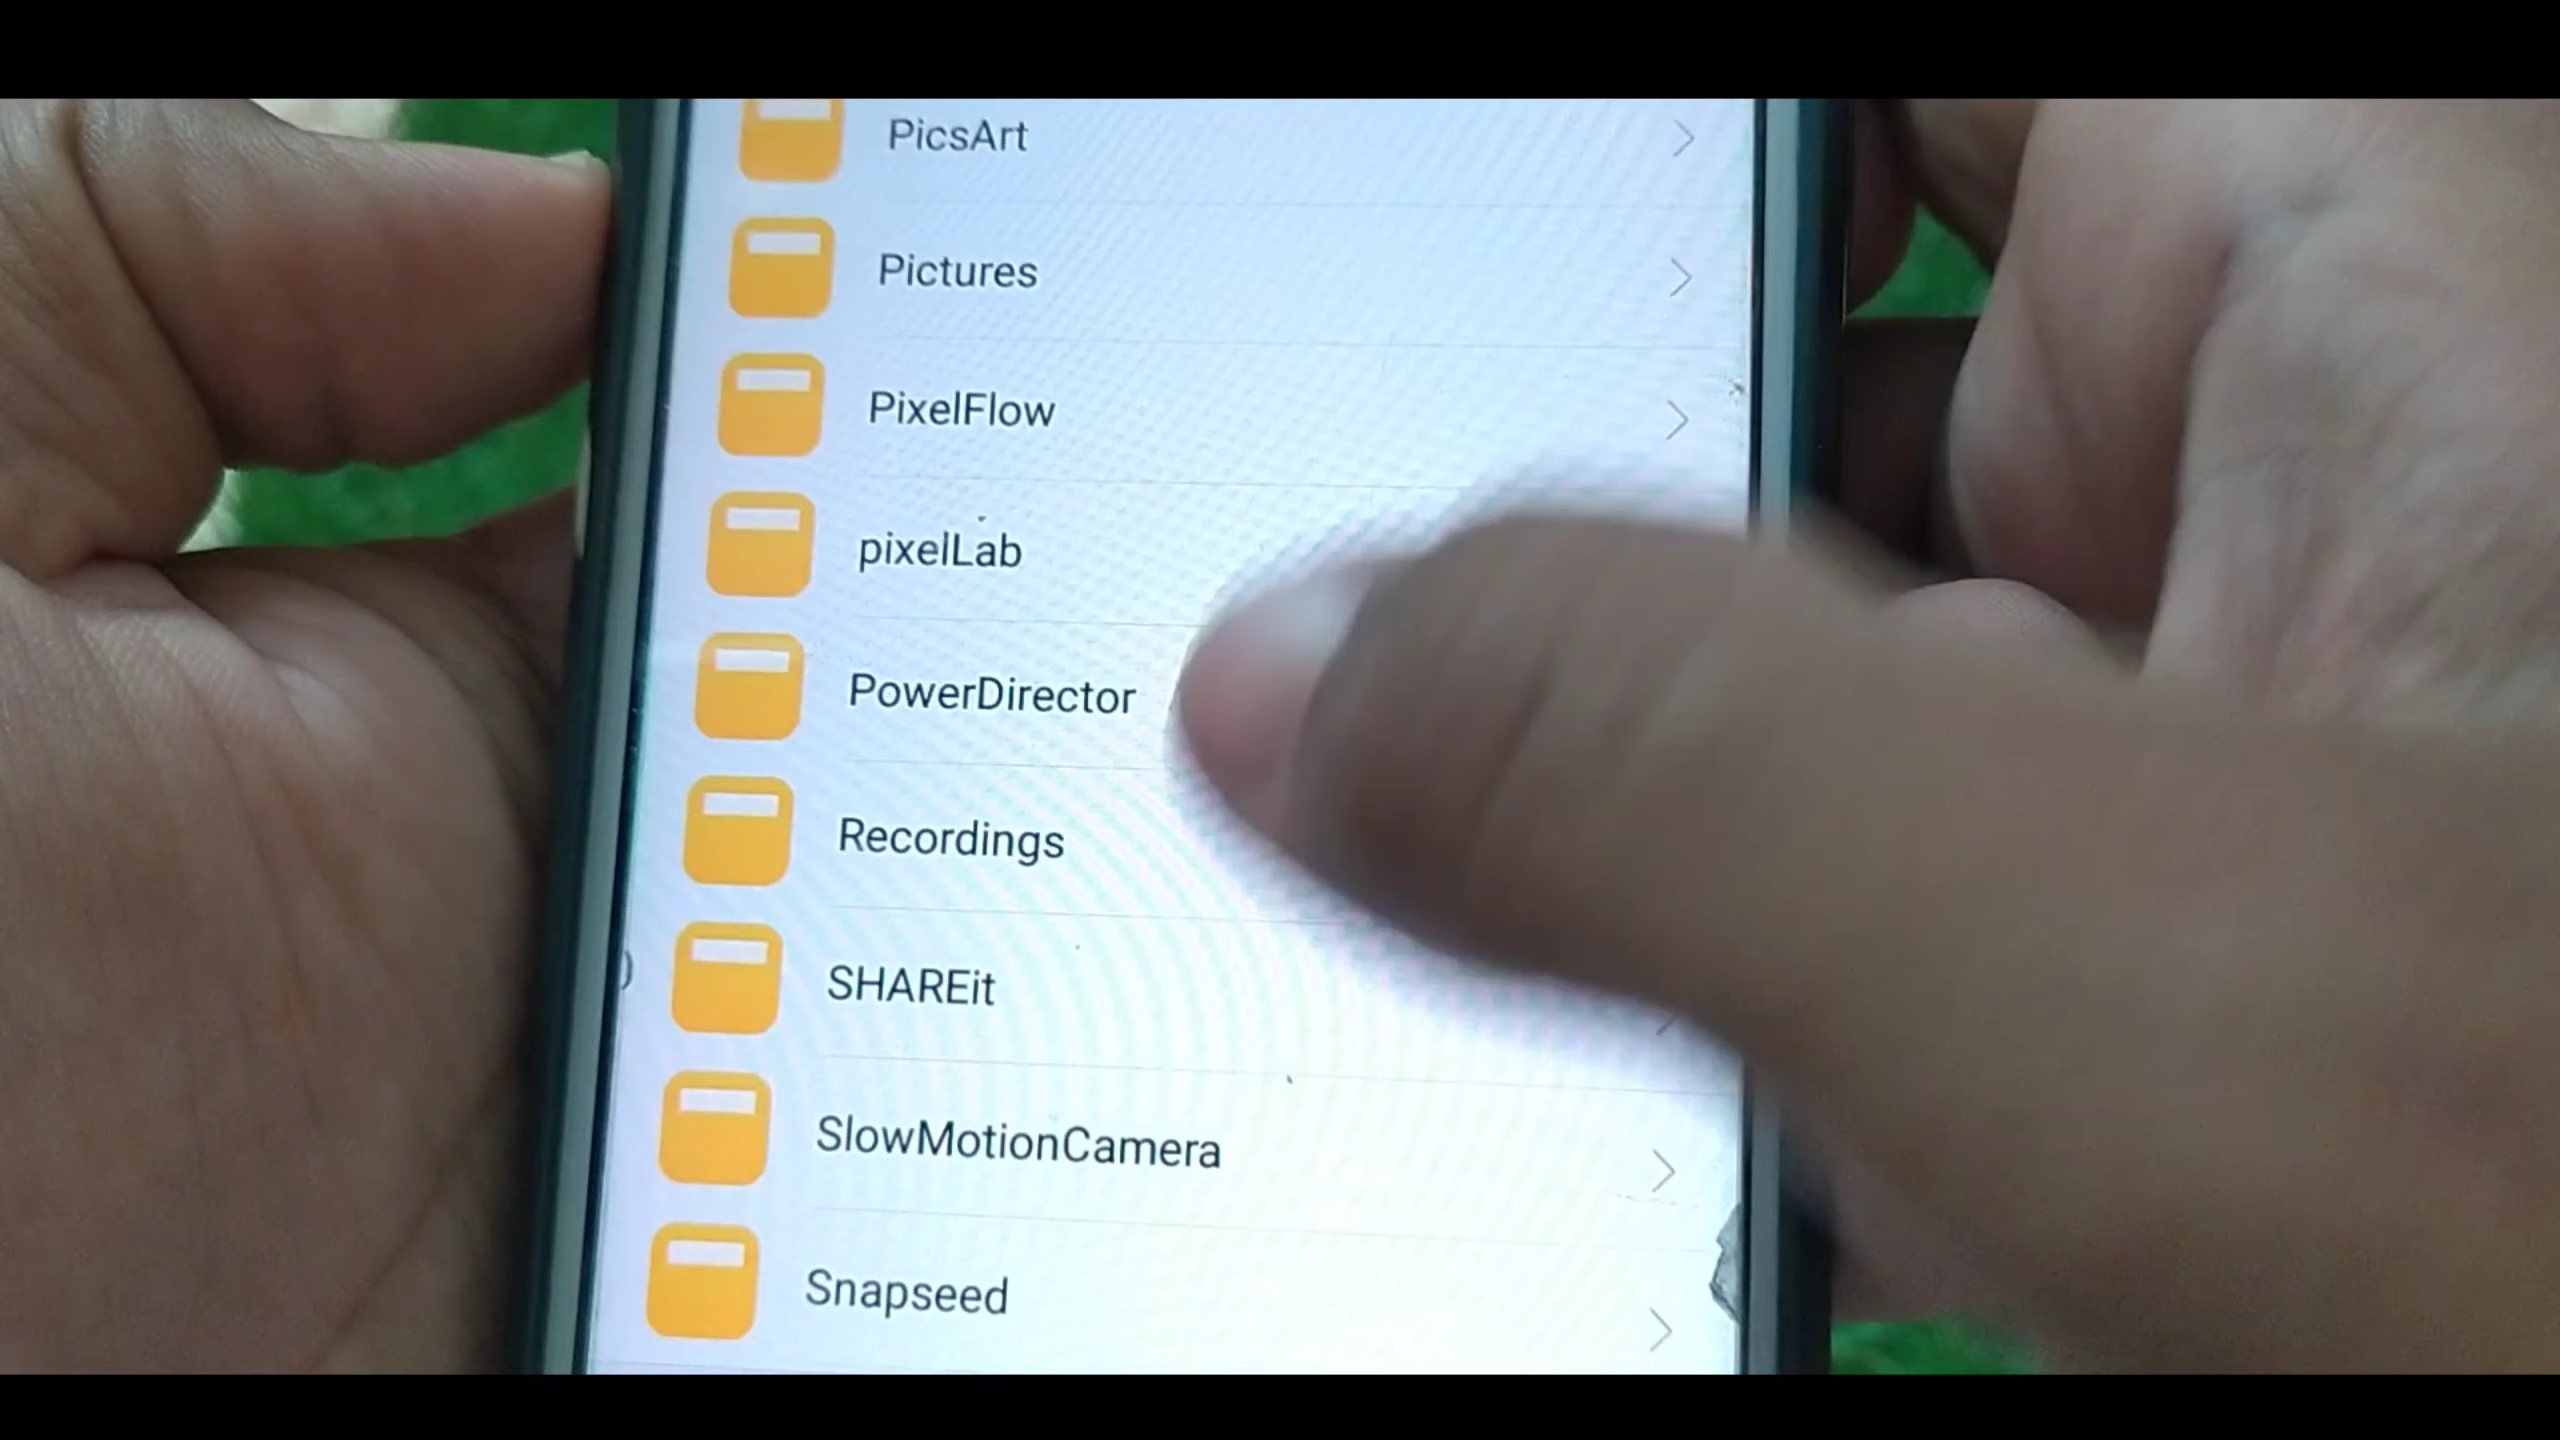 PicsArt
Pictures
PixelFlow
pixelLab
PowerDirector
Recordings
SHAREit
SlowMotionCamera
Snapseed